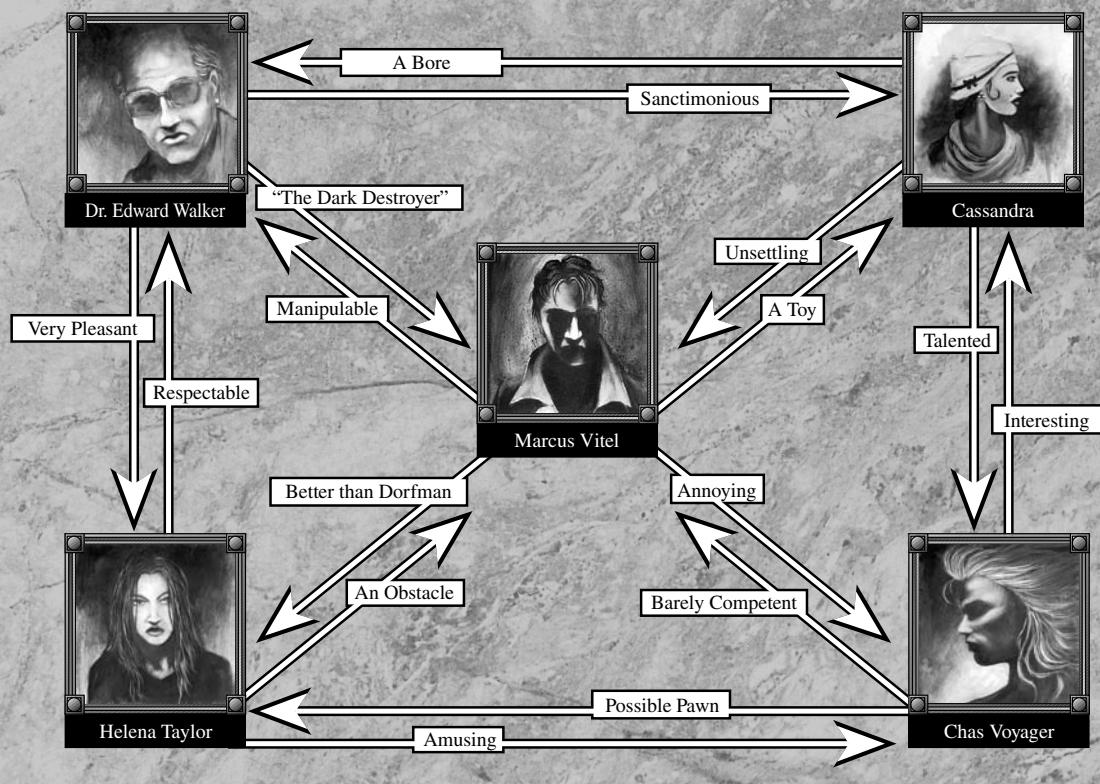 A Bore
Sanctimonious
Dr. Edward Walker
“The Dark Destroyer”
Cassandra
Unsettling
Manipulable
A Toy
Very Pleasant
Talented
Respectable
Interesting
Marcus Vitel
Better than Dorfman
Annoying
An Obstacle
Barely Competent
Possible Pawn
Helena Taylor
Amusing
Chas Voyager